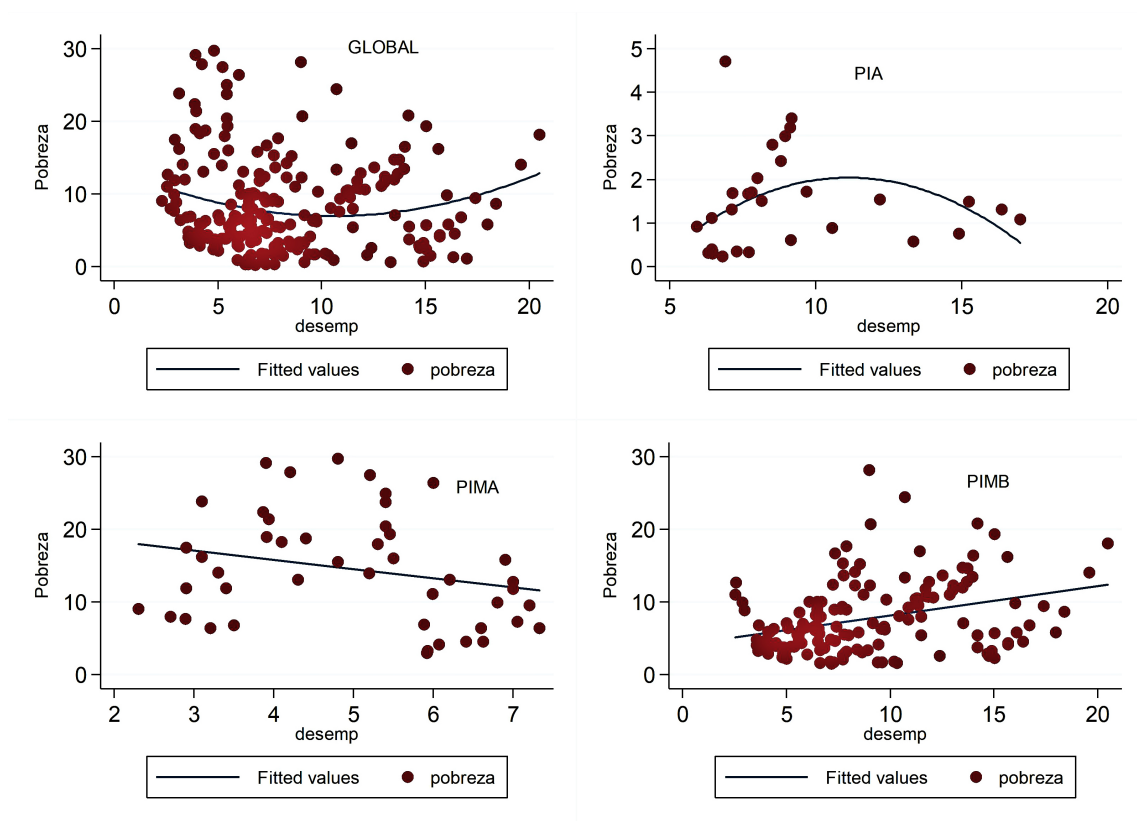 GLOBAL
Pobreza
30
20
10
0
0 5 10 15 20
desemp
Fitted values pobreza
PIA
Pobreza
5
4
3
2
1
0
5 10 15 20
desemp
Fitted values pobreza
PIMA
Pobreza
30
20
10
0
2 3 4 5 6 7
desemp
Fitted values pobreza
PIMB
Pobreza
30
20
10
0
0 5 10 15 20
desemp
Fitted values pobreza